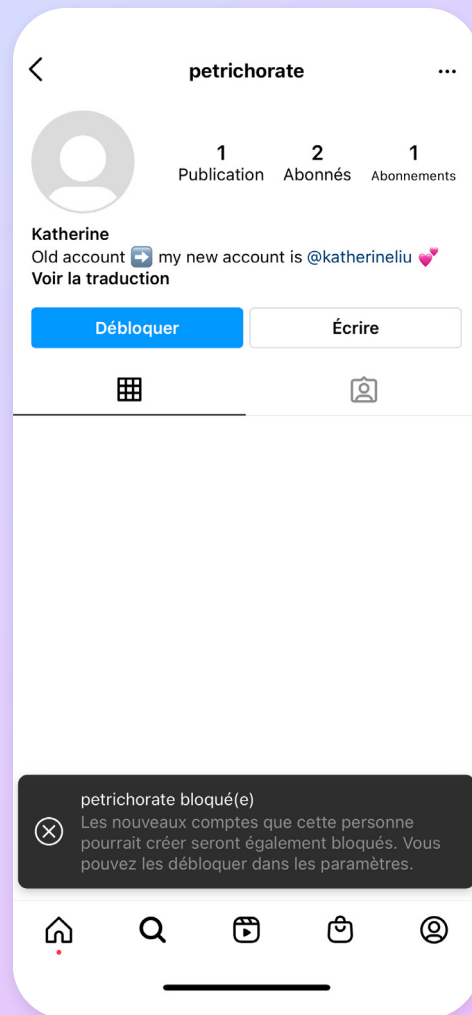 petrichorate
1 2 1
Publication Abonnés Abonnements
Katherine
Old account ➡️ my new account is @katherineliu 💕
Voir la traduction
Débloquer Écrire
petrichorate bloqué(e)
Les nouveaux comptes que cette personne
pourrait créer seront également bloqués. Vous
pouvez les débloquer dans les paramètres.